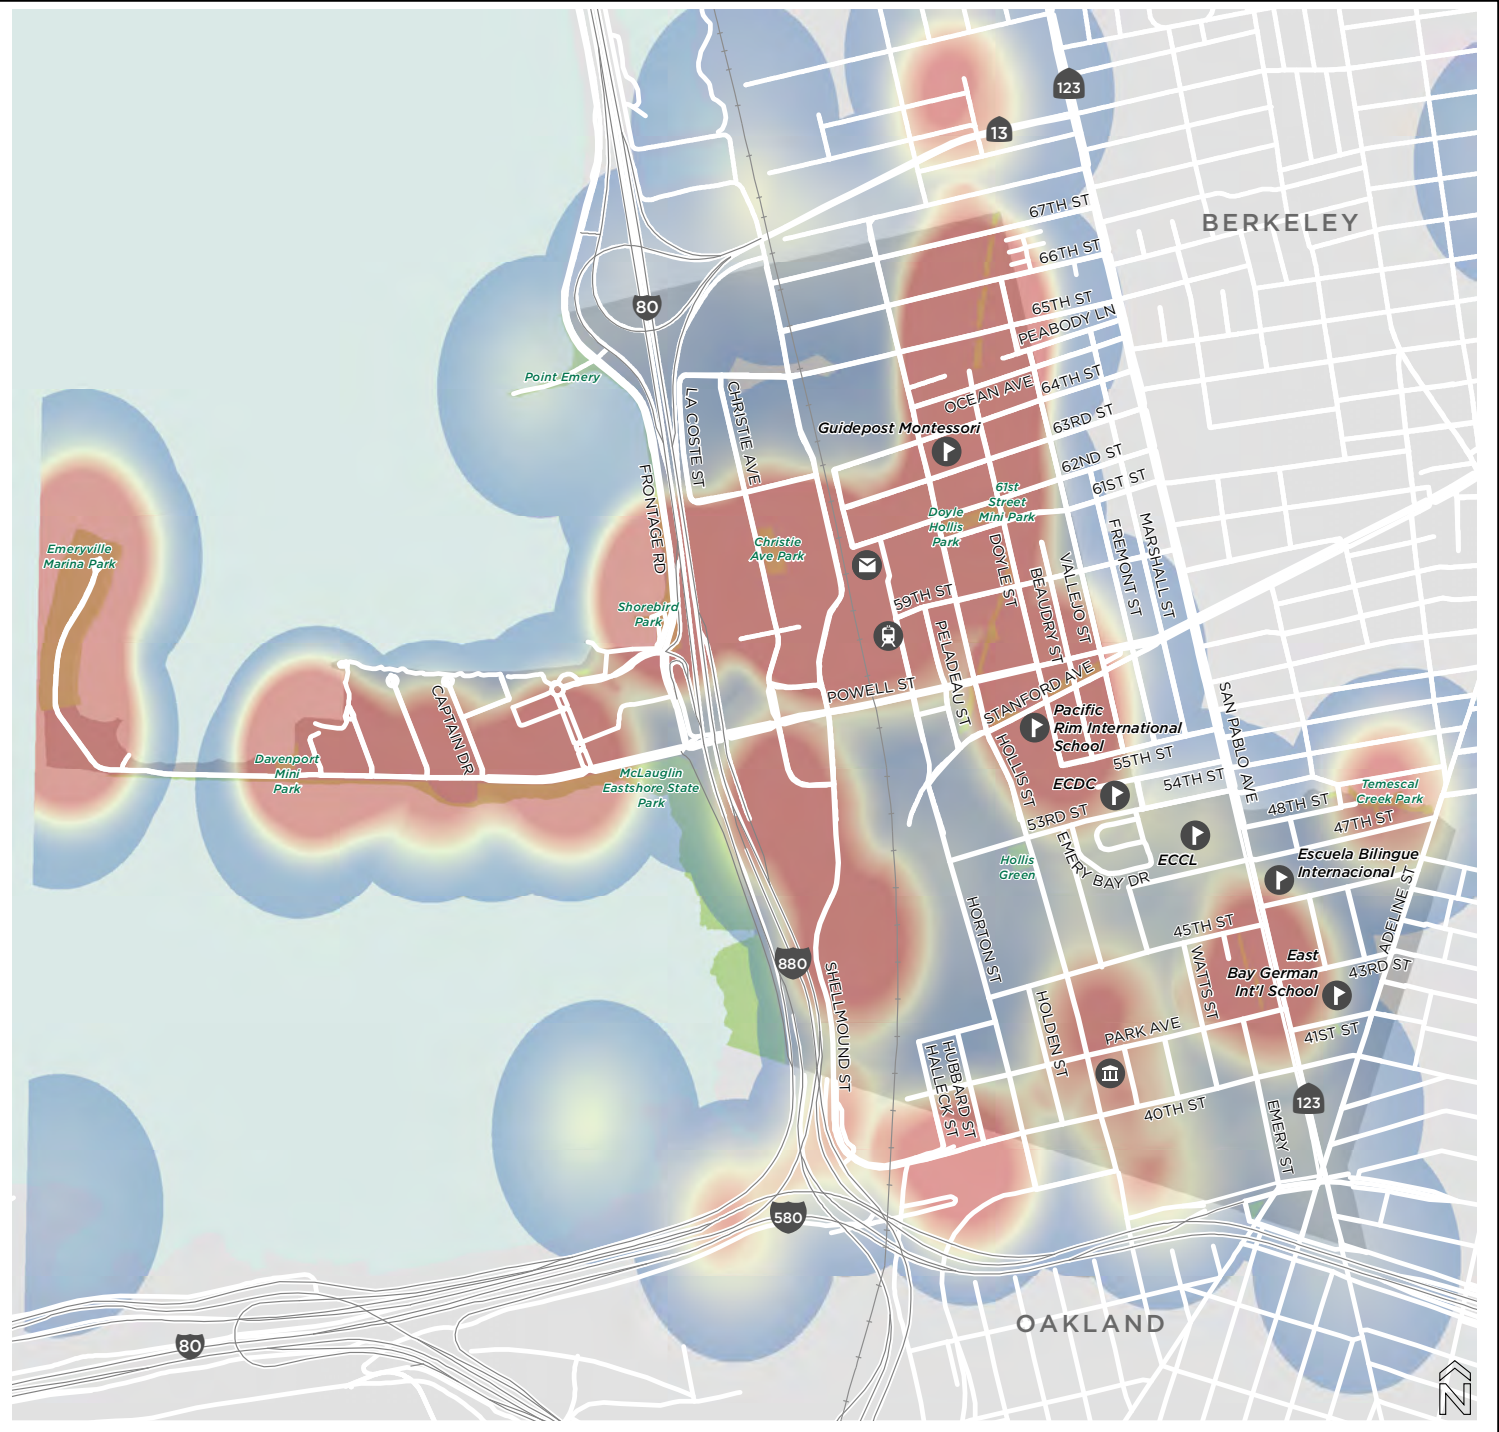 123
13
67TH ST
BERKELEY
66TH ST
80
65TH ST
PEABODY LN
Point Emery
64TH ST
OCEAN AVE
LA COSTE ST
CHRISTIE AVE
63RD ST
Guidepost Montessori
62ND ST
61ST ST
FRONTAGE RD
61st
Street
Mini Park
Doyle
Hollis
Park
Christie
Ave Park
Emeryville
Marina Park
DOYLE ST
BEAUDRY ST
VALLEJO ST
FREMONT ST
MARSHALL ST
59TH ST
Shorebird
Park
PELADEAU ST
POWELL ST
STANFORD AVE
CAPTAIN DR
Pacific
Rim International
School
SAN PABLO AVE
HOLLIS ST
55TH ST
Davenport
Mini
Park
McLauglin
Eastshore State
Park
ECDC
54TH ST
Temescal
Creek Park
48TH ST
47TH ST
53RD ST
EMERY BAY DR
ECCL
Hollis
Green
Escuela Bilingue
Internacional
ADELINE ST
HORTON ST
45TH ST
WATTS ST
East
Bay German
Int'l School
43RD ST
880
SHELLMOUND ST
HOLDEN ST
PARK AVE
41ST ST
HUBBARD ST
HALLECK ST
40TH ST
EMERY ST
123
580
OAKLAND
80
N